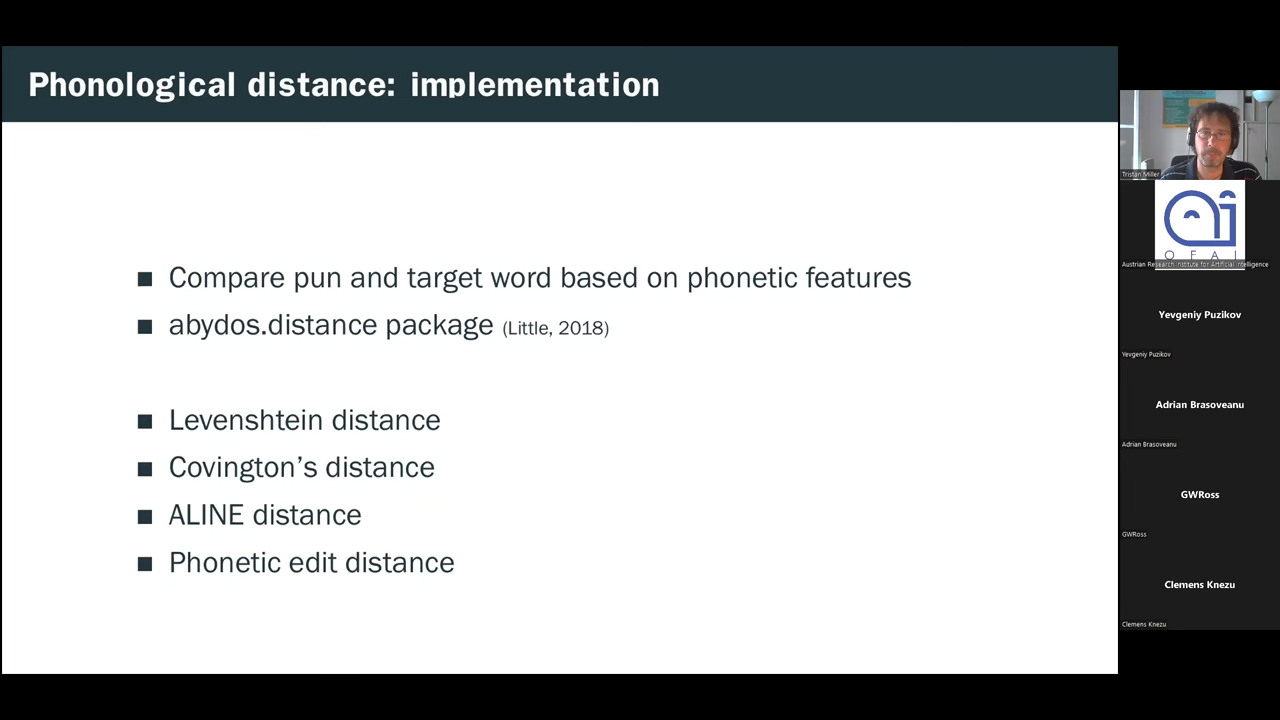 Phonological distance: implementation
■ Compare pun and target word based on phonetic features
■ abydos.distance package (Little, 2018)
■ Levenshtein distance
■ Covington's distance
■ ALINE distance
■ Phonetic edit distance
Tristan Miller
OFAI
Austrian Research Institute for Artificial Intelligence
Yevgeniy Puzikov
Yevgeniy Puzikov
Adrian Brasoveanu
Adrian Brasoveanu
GWRoss
GWRoss
Clemens Knezu
Clemens Knezu